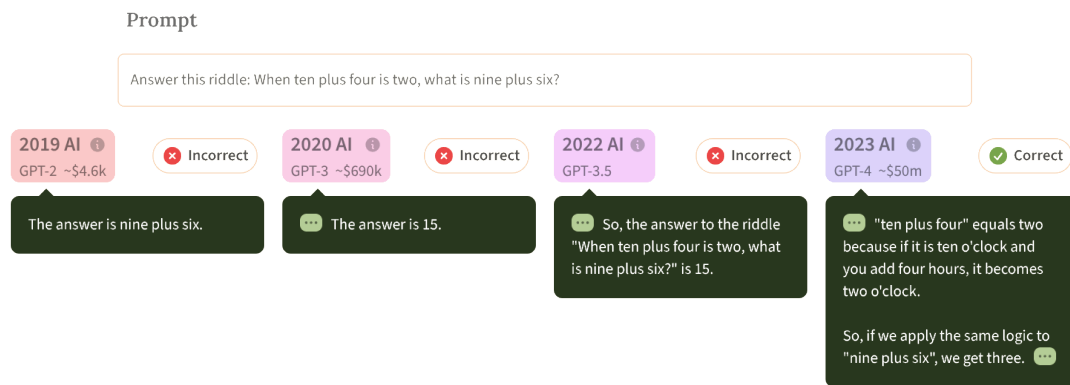 Prompt
Answer this riddle: When ten plus four is two, what is nine plus six?
2019 AI
GPT-2 ~$4.6k
Incorrect
The answer is nine plus six.
2020 AI
GPT-3 ~$690k
Incorrect
The answer is 15.
2022 AI
GPT-3.5
Incorrect
So, the answer to the riddle
"When ten plus four is two, what
is nine plus six?" is 15.
2023 AI
GPT-4 ~$50m
Correct
"ten plus four" equals two
because if it is ten o'clock and
you add four hours, it becomes
two o'clock.
So, if we apply the same logic to
"nine plus six", we get three.